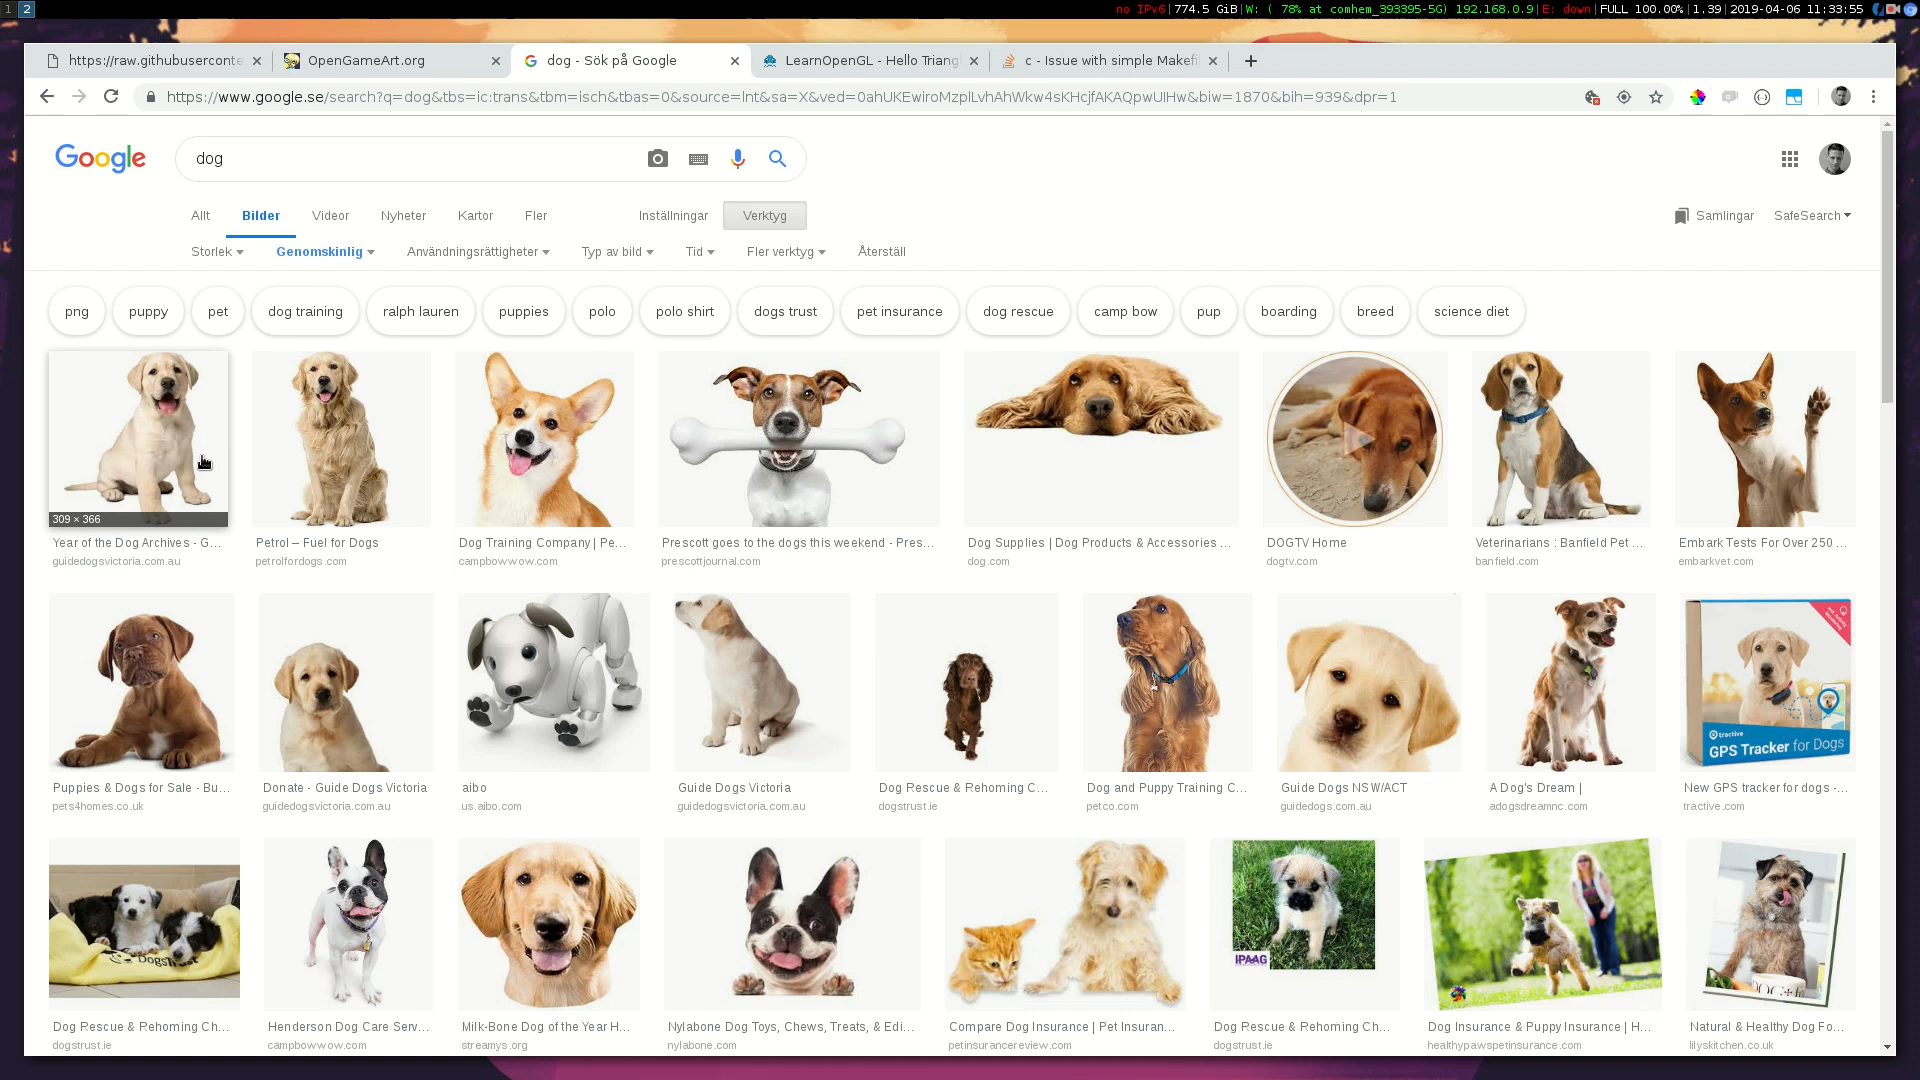 1 2
no IPv6|774.5 GiB|W: ( 78% at comhem_393395-5G) 192.168.0.9|E: down|FULL 100.00%|1.39|2019-04-06 11:33:55
https://raw.githubuserconte
OpenGameArt.org
dog - Sök på Google
LearnOpenGL - Hello Triang
c - Issue with simple Makefi
https://www.google.se/search?q=dog&tbs=ic:trans&tbm=isch&tbas=0&source=lnt&sa=X&ved=0ahUKEwiroMzplLvhAhWkw4sKHcjfAKAQpwUIHw&biw=1870&bih=939&dpr=1
Google
dog
Allt Bilder Videor Nyheter Kartor Fler Inställningar Verktyg Samlingar SafeSearch
Storlek Genomskinlig Användningsrättigheter Typ av bild Tid Fler verktyg Återställ
png puppy pet dog training ralph lauren puppies polo polo shirt dogs trust pet insurance dog rescue camp bow pup boarding breed science diet
309 × 366
Year of the Dog Archives - G...
guidedogsvictoria.com.au
Petrol – Fuel for Dogs
petrolfordogs.com
Dog Training Company | Pe...
campbowwow.com
Prescott goes to the dogs this weekend - Pres...
prescottjournal.com
Dog Supplies | Dog Products & Accessories ...
dog.com
DOGTV Home
dogtv.com
Veterinarians : Banfield Pet ...
banfield.com
Embark Tests For Over 250 ...
embarkvet.com
tractive
GPS Tracker for Dogs
Puppies & Dogs for Sale - Bu...
pets4homes.co.uk
Donate - Guide Dogs Victoria
guidedogsvictoria.com.au
aibo
us.aibo.com
Guide Dogs Victoria
guidedogsvictoria.com.au
Dog Rescue & Rehoming C...
dogstrust.ie
Dog and Puppy Training C...
petco.com
Guide Dogs NSW/ACT
guidedogs.com.au
A Dog's Dream |
adogsdreamnc.com
New GPS tracker for dogs -...
tractive.com
DogsTrust
IPAAG
Dog Rescue & Rehoming Ch...
dogstrust.ie
Henderson Dog Care Serv...
campbowwow.com
Milk-Bone Dog of the Year H...
streamys.org
Nylabone Dog Toys, Chews, Treats, & Edi...
nylabone.com
Compare Dog Insurance | Pet Insuran...
petinsurancereview.com
Dog Rescue & Rehoming Ch...
dogstrust.ie
Dog Insurance & Puppy Insurance | H...
healthypawspetinsurance.com
Natural & Healthy Dog Fo...
lilyskitchen.co.uk